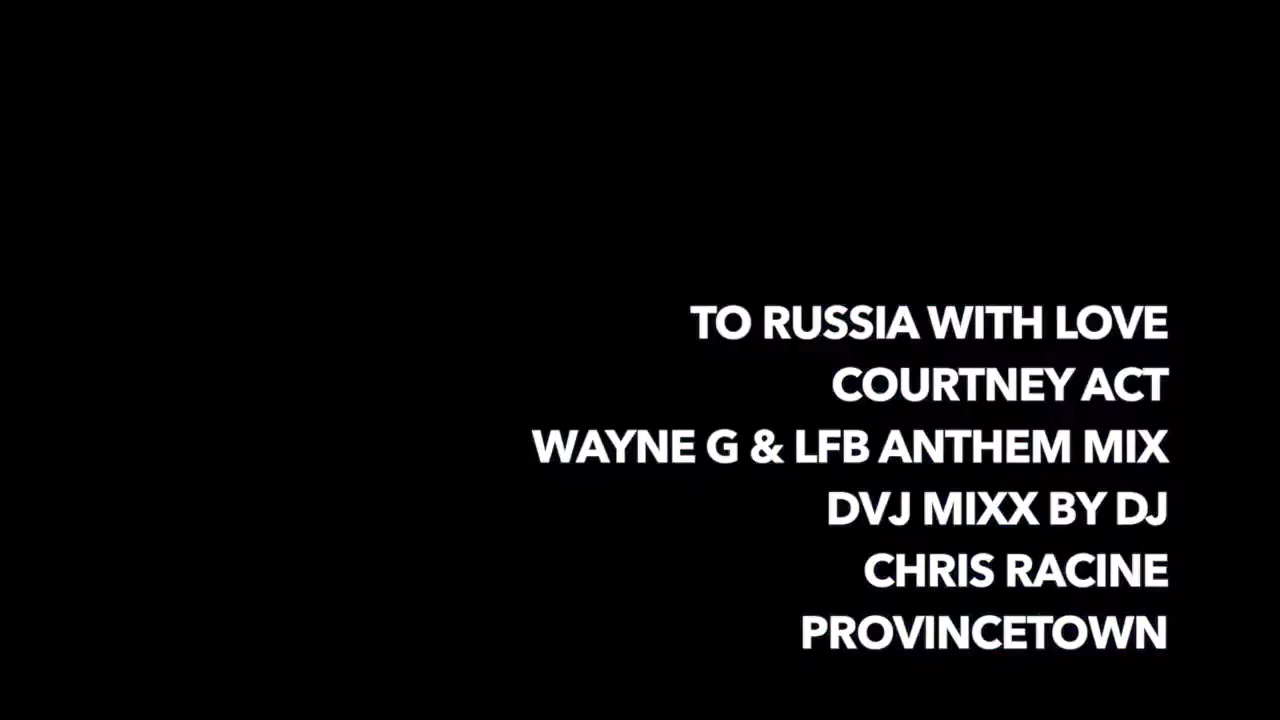 TO RUSSIA WITH LOVE
COURTNEY ACT
WAYNE G & LFB ANTHEM MIX
DVJ MIXX BY DJ
CHRIS RACINE
PROVINCETOWN